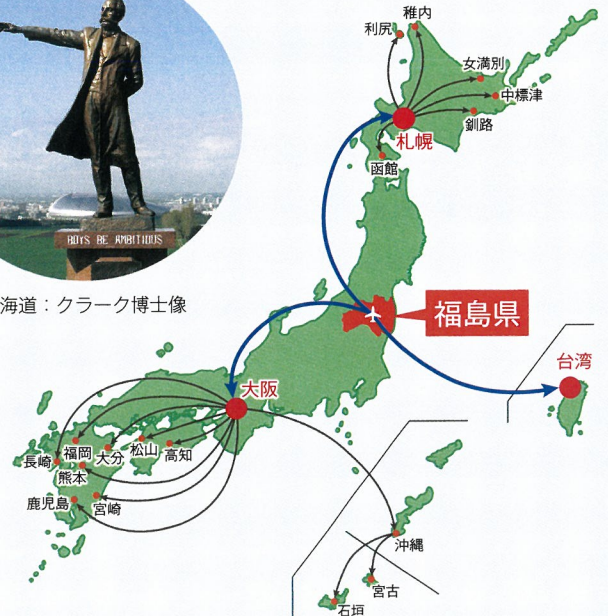 BOYS BE AMBITIOUS
海道：クラーク博士像
稚内
利尻
女満別
中標津
釧路
札幌
函館
福島県
台湾
大阪
福岡
大分
松山
高知
長崎
熊本
鹿児島
宮崎
沖縄
宮古
石垣